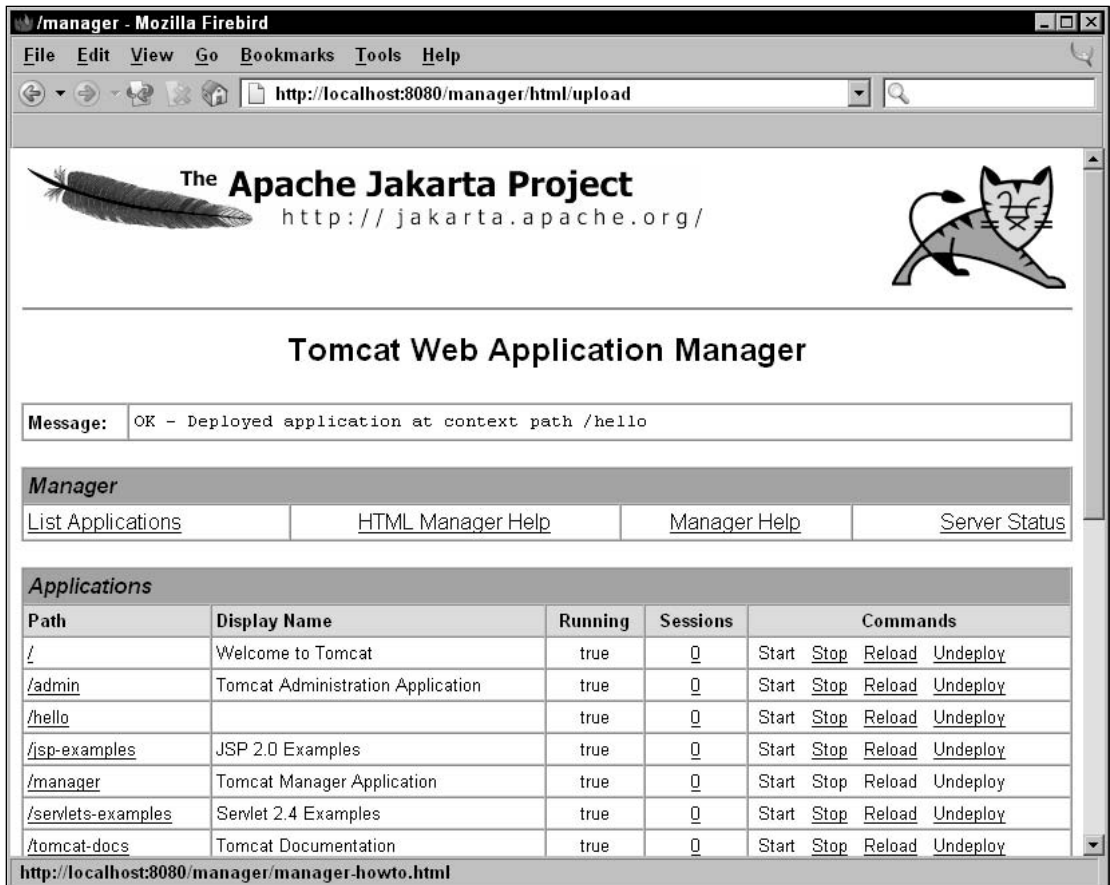 /manager - Mozilla Firebird
File Edit View Go Bookmarks Tools Help
http://localhost:8080/manager/html/upload
The Apache Jakarta Project
http://jakarta.apache.org/
Tomcat Web Application Manager
Message: OK - Deployed application at context path /hello
Manager
List Applications HTML Manager Help Manager Help Server Status
Applications
Path Display Name Running Sessions Commands
/ Welcome to Tomcat true 0 Start Stop Reload Undeploy
/admin Tomcat Administration Application true 0 Start Stop Reload Undeploy
/hello true 0 Start Stop Reload Undeploy
/jsp-examples JSP 2.0 Examples true 0 Start Stop Reload Undeploy
/manager Tomcat Manager Application true 0 Start Stop Reload Undeploy
/servlets-examples Servlet 2.4 Examples true 0 Start Stop Reload Undeploy
/tomcat-docs Tomcat Documentation true 0 Start Stop Reload Undeploy
http://localhost:8080/manager/manager-howto.html